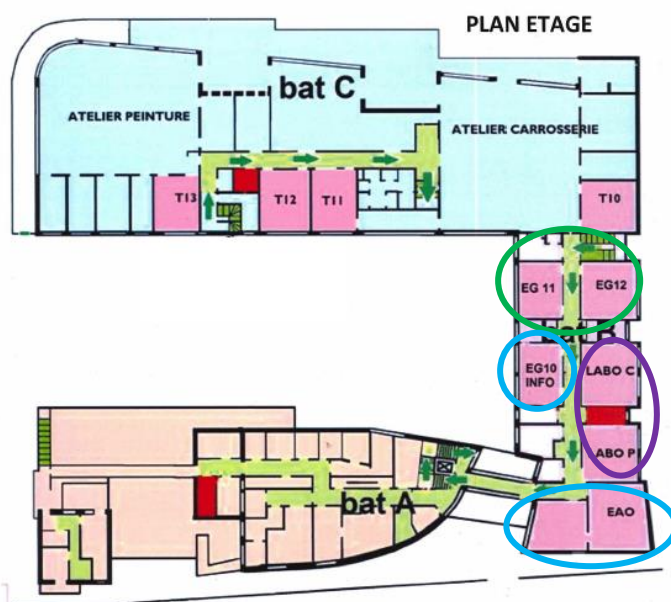 PLAN ETAGE
bat C
ATELIER PEINTURE
ATELIER CARROSSERIE
T13
T12
T11
T10
EG 11
EG12
bat B
EG10
INFO
LABO C
ABO P
bat A
EAO